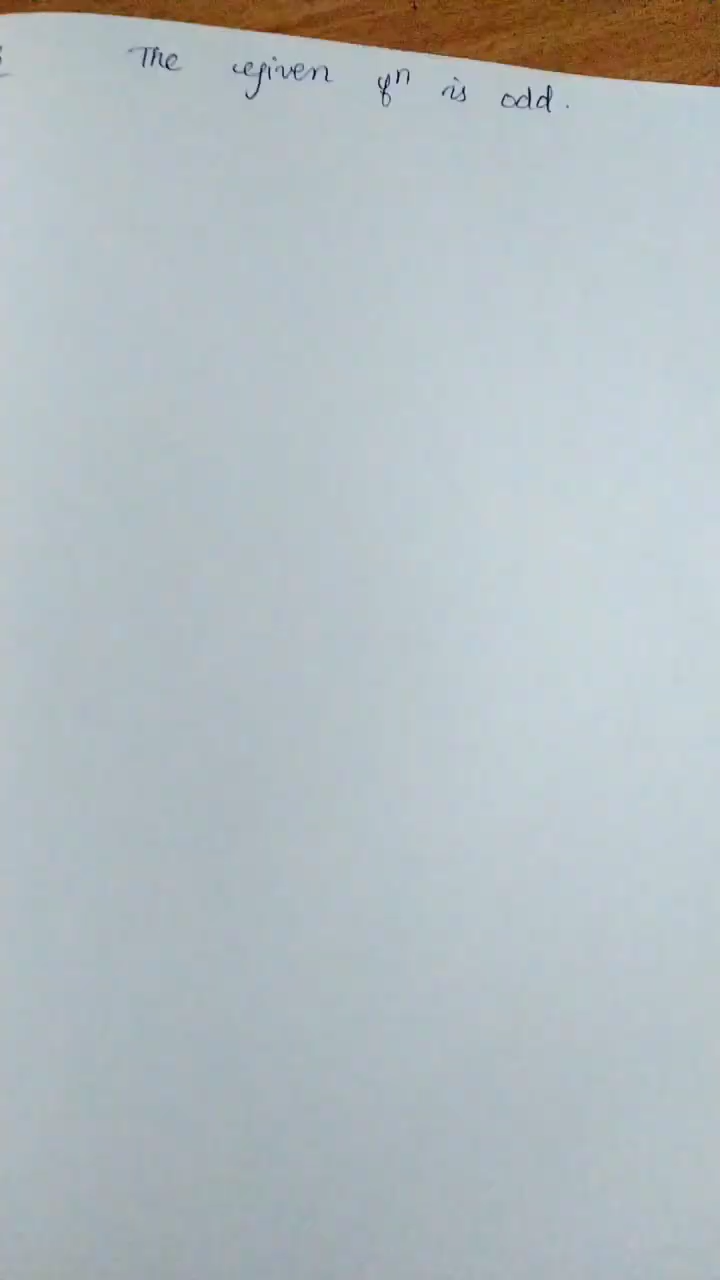 The given fⁿ is odd.